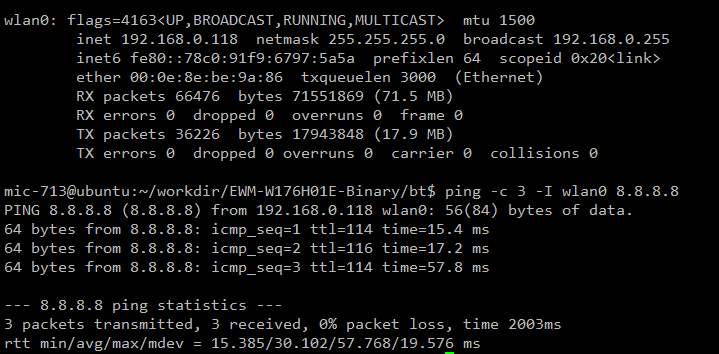 wlan0: flags=4163<UP,BROADCAST,RUNNING,MULTICAST>  mtu 1500
        inet 192.168.0.118  netmask 255.255.255.0  broadcast 192.168.0.255
        inet6 fe80::78c0:91f9:6797:5a5a  prefixlen 64  scopeid 0x20<link>
        ether 00:0e:8e:be:9a:86  txqueuelen 3000  (Ethernet)
        RX packets 66476  bytes 71551869 (71.5 MB)
        RX errors 0  dropped 0  overruns 0  frame 0
        TX packets 36226  bytes 17943848 (17.9 MB)
        TX errors 0  dropped 0 overruns 0  carrier 0  collisions 0

mic-713@ubuntu:~/workdir/EWM-W176H01E-Binary/bt$ ping -c 3 -I wlan0 8.8.8.8
PING 8.8.8.8 (8.8.8.8) from 192.168.0.118 wlan0: 56(84) bytes of data.
64 bytes from 8.8.8.8: icmp_seq=1 ttl=114 time=15.4 ms
64 bytes from 8.8.8.8: icmp_seq=2 ttl=116 time=17.2 ms
64 bytes from 8.8.8.8: icmp_seq=3 ttl=114 time=57.8 ms

--- 8.8.8.8 ping statistics ---
3 packets transmitted, 3 received, 0% packet loss, time 2003ms
rtt min/avg/max/mdev = 15.385/30.102/57.768/19.576 ms